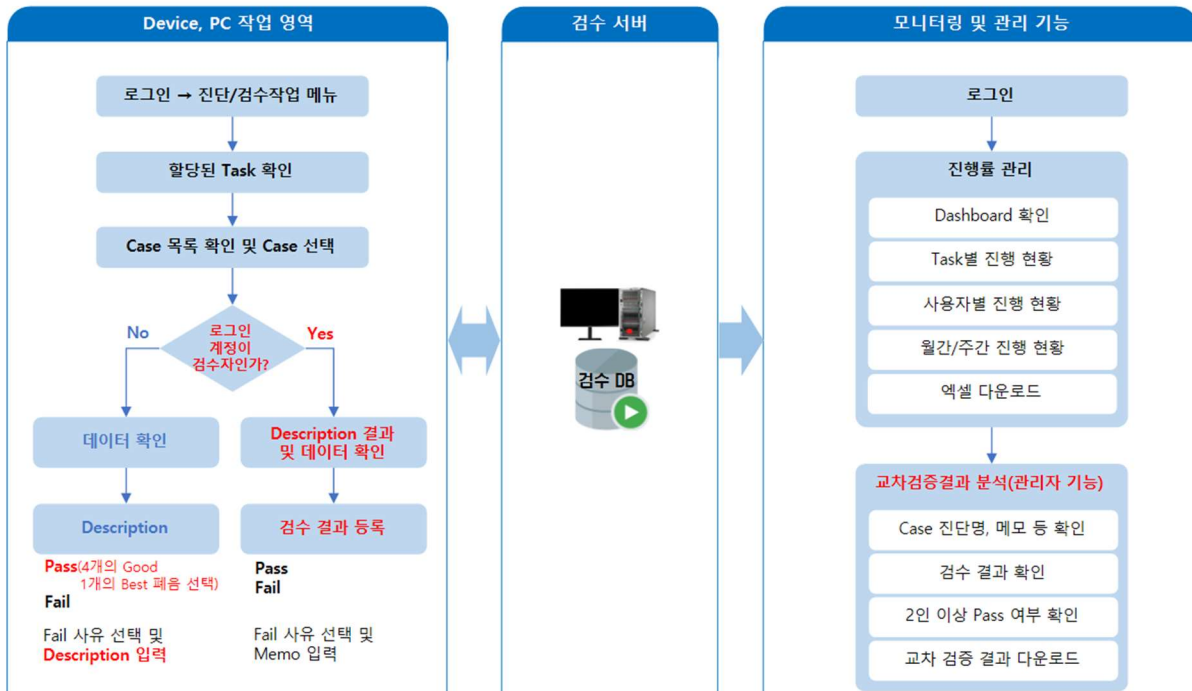 Device, PC 작업 영역
로그인 → 진단/검수작업 메뉴
할당된 Task 확인
Case 목록 확인 및 Case 선택
No
로그인
계정이
검수자인가?
Yes
데이터 확인
Description
Pass(4개의 Good
1개의 Best 폐음 선택)
Fail
Fail 사유 선택 및
Description 입력
Description 결과
및 데이터 확인
검수 결과 등록
Pass
Fail
Fail 사유 선택 및
Memo 입력
검수 서버
검수 DB
모니터링 및 관리 기능
로그인
진행률 관리
Dashboard 확인
Task별 진행 현황
사용자별 진행 현황
월간/주간 진행 현황
엑셀 다운로드
교차검증결과 분석(관리자 기능)
Case 진단명, 메모 등 확인
검수 결과 확인
2인 이상 Pass 여부 확인
교차 검증 결과 다운로드